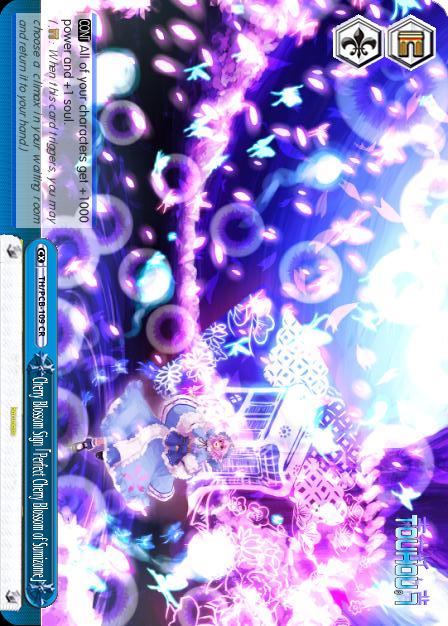 [CONT] All of your characters get +1000
power and +1 soul.
( : When this card triggers, you may
choose a climax in your waiting room
and return it to your hand)
CX
TH/PCB-109 CR
Cherry Blossom Sign「Perfect Cherry Blossom of Sumizome」
TOUHOU